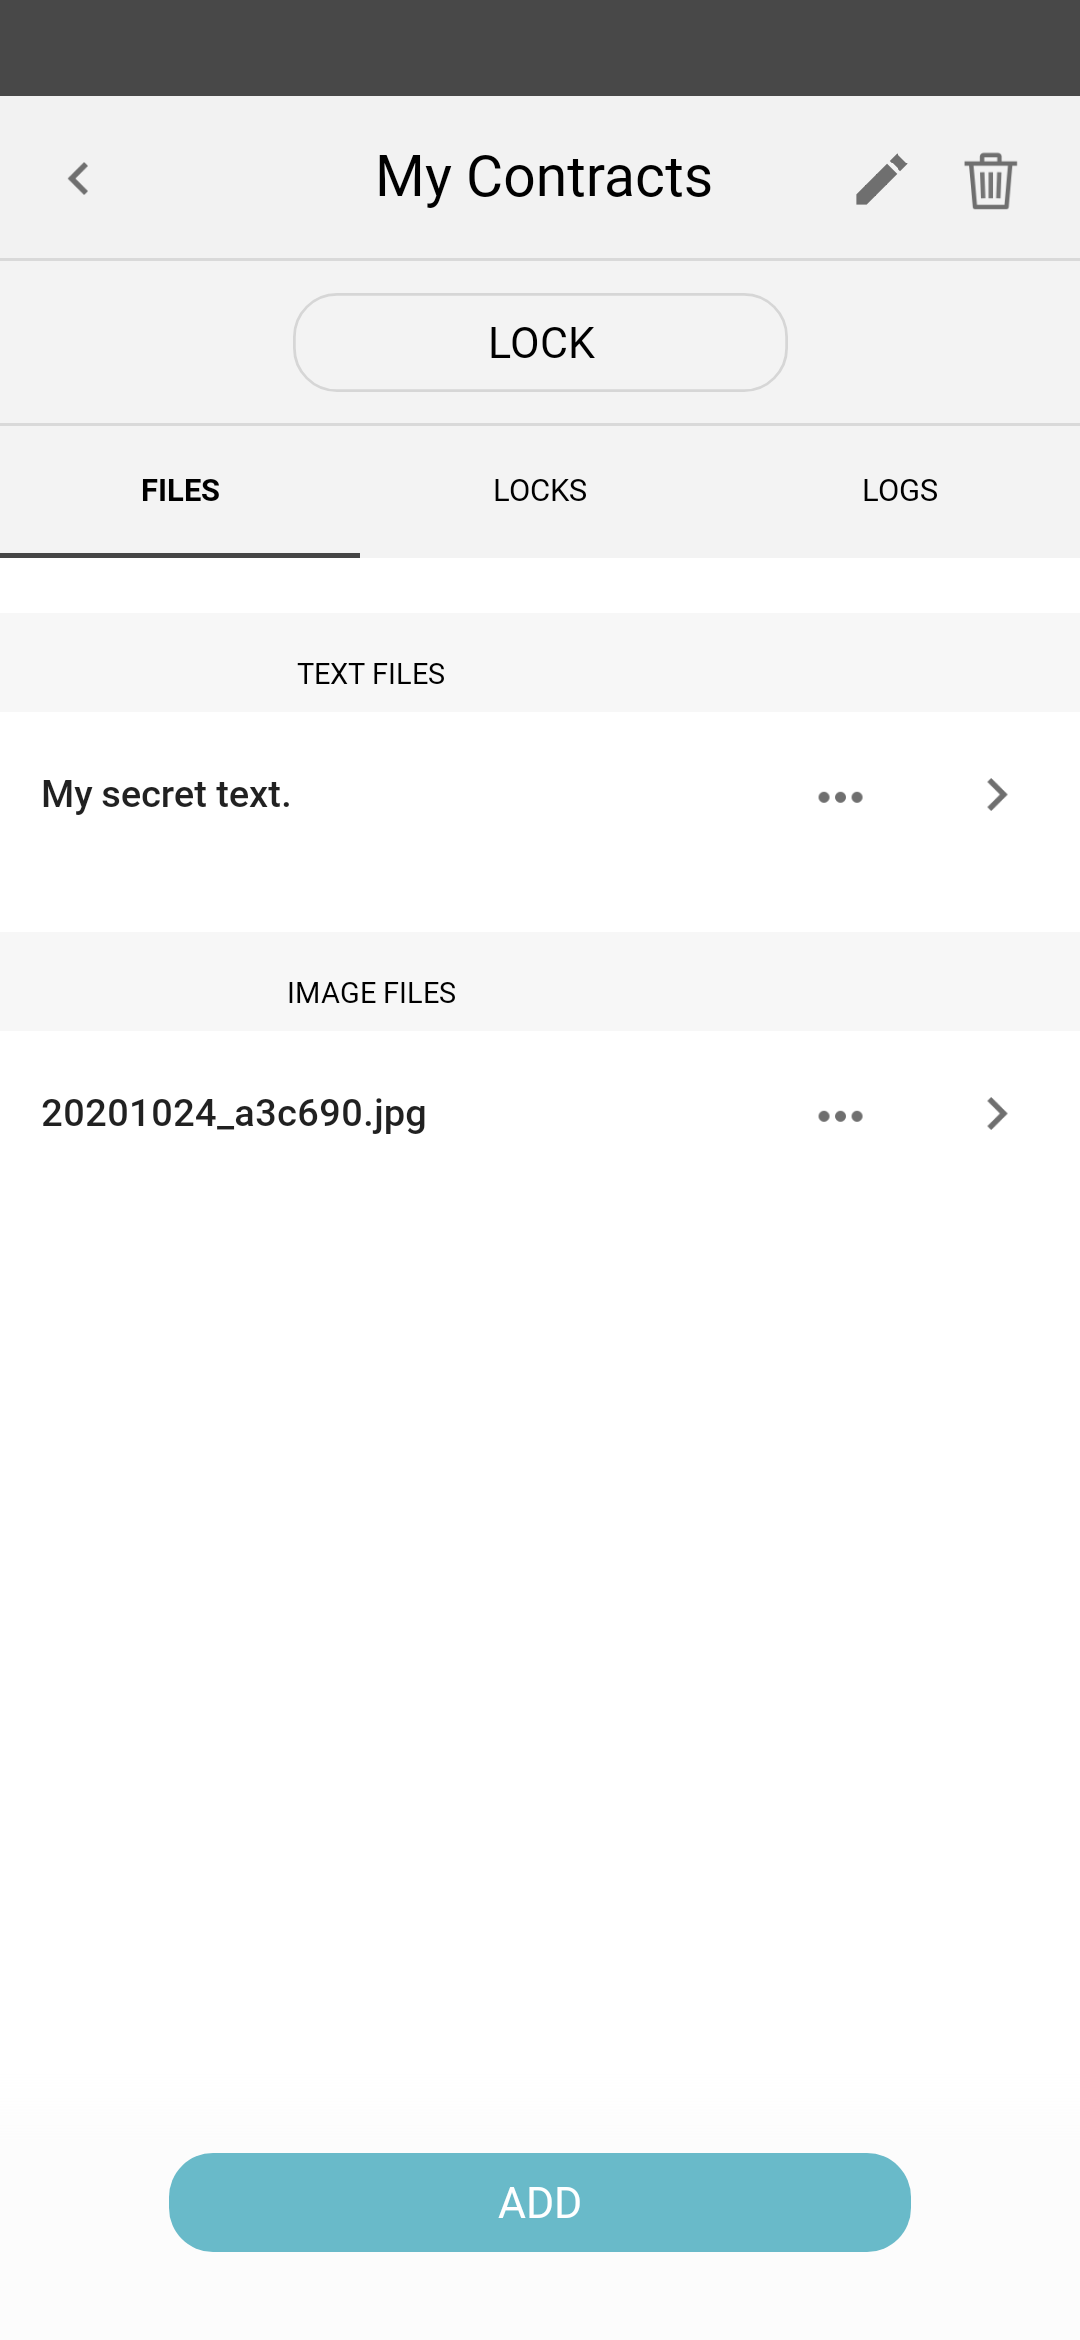 My Contracts
LOCK
FILES LOCKS LOGS
TEXT FILES
My secret text.
IMAGE FILES
20201024_a3c690.jpg
ADD